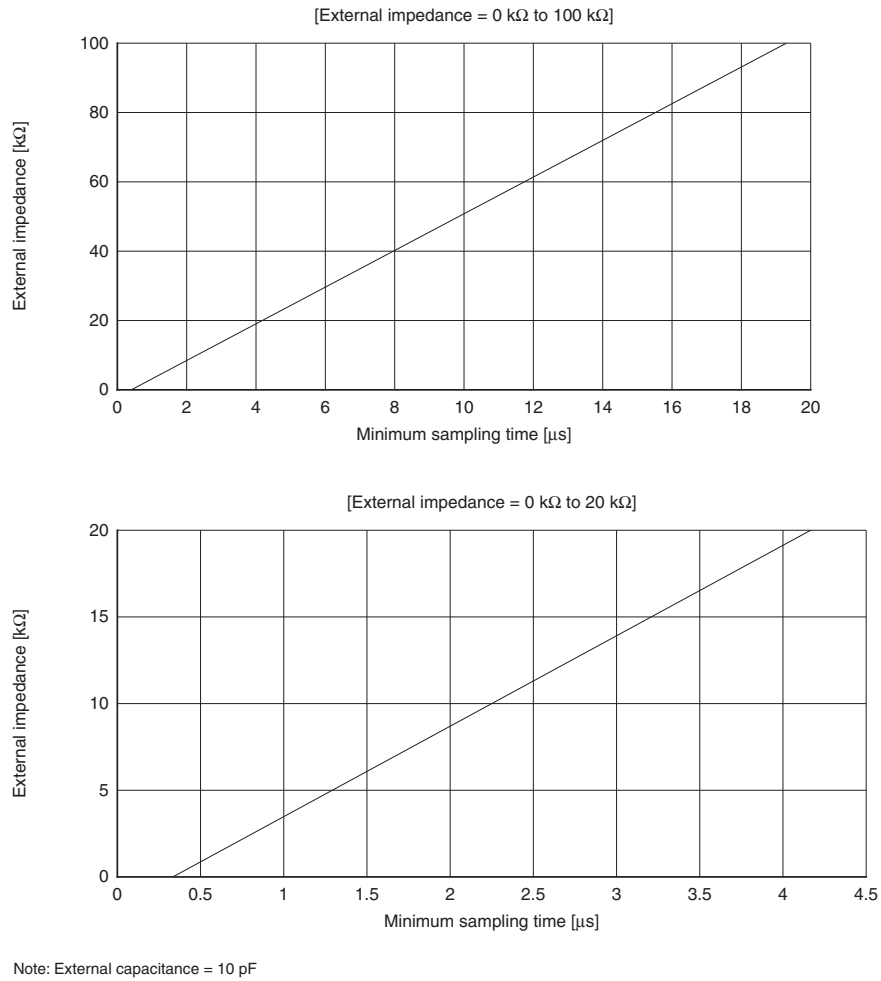 [External impedance = 0 kΩ to 100 kΩ]
100
80
60
40
20
0
External impedance [kΩ]
0 2 4 6 8 10 12 14 16 18 20
Minimum sampling time [μs]
[External impedance = 0 kΩ to 20 kΩ]
20
15
10
5
0
External impedance [kΩ]
0 0.5 1 1.5 2 2.5 3 3.5 4 4.5
Minimum sampling time [μs]
Note: External capacitance = 10 pF